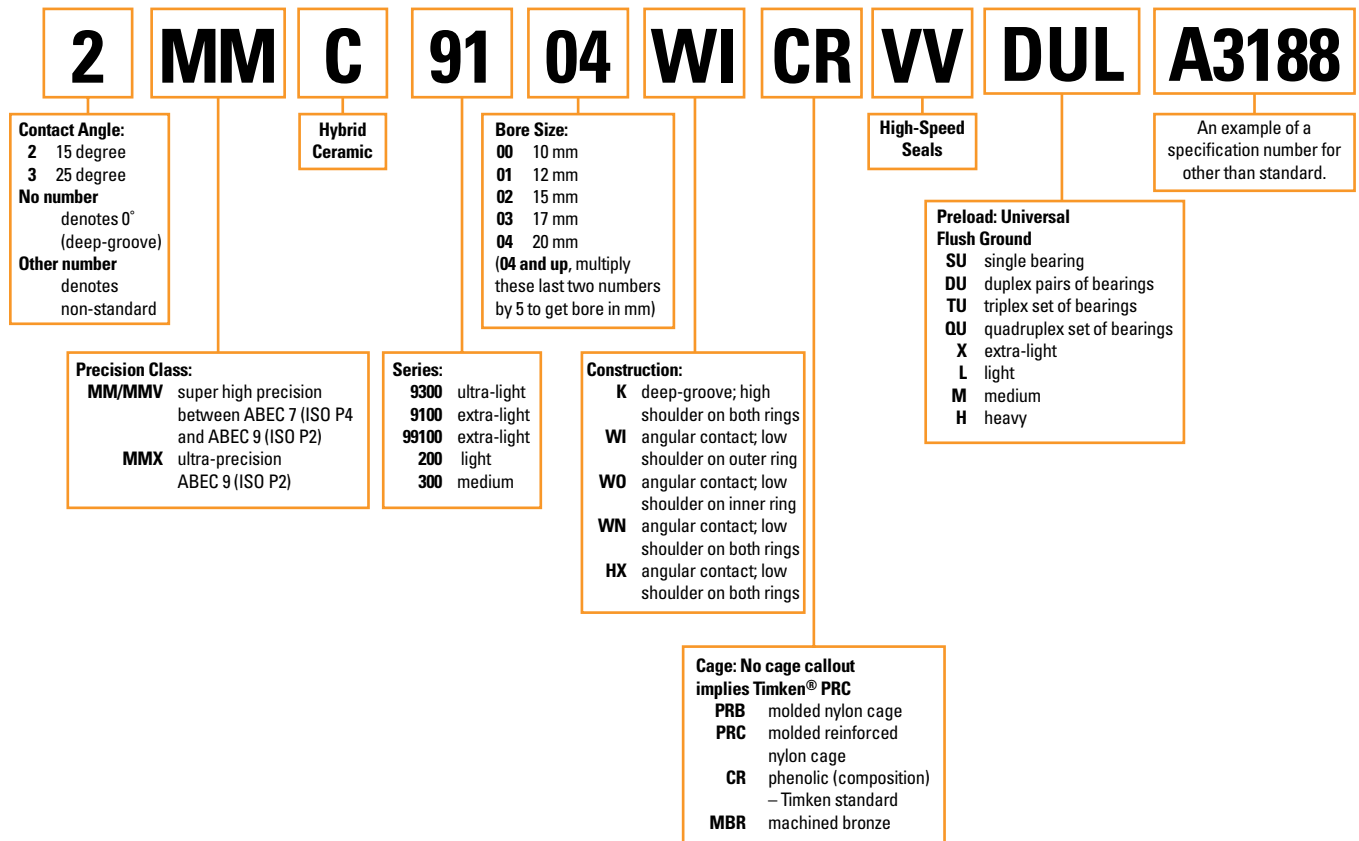 2 MM C 91 04 WI CR VV DUL A3188
Contact Angle:
2 15 degree
3 25 degree
No number
denotes 0˚
(deep-groove)
Other number
denotes
non-standard
Hybrid
Ceramic
Bore Size:
00 10 mm
01 12 mm
02 15 mm
03 17 mm
04 20 mm
(04 and up, multiply
these last two numbers
by 5 to get bore in mm)
High-Speed
Seals
An example of a
specification number for
other than standard.
Preload: Universal
Flush Ground
SU single bearing
DU duplex pairs of bearings
TU triplex set of bearings
QU quadruplex set of bearings
X extra-light
L light
M medium
H heavy
Precision Class:
MM/MMV super high precision
between ABEC 7 (ISO P4
and ABEC 9 (ISO P2)
MMX ultra-precision
ABEC 9 (ISO P2)
Series:
9300 ultra-light
9100 extra-light
99100 extra-light
200 light
300 medium
Construction:
K deep-groove; high
shoulder on both rings
WI angular contact; low
shoulder on outer ring
WO angular contact; low
shoulder on inner ring
WN angular contact; low
shoulder on both rings
HX angular contact; low
shoulder on both rings
Cage: No cage callout
implies Timken® PRC
PRB molded nylon cage
PRC molded reinforced
nylon cage
CR phenolic (composition)
– Timken standard
MBR machined bronze